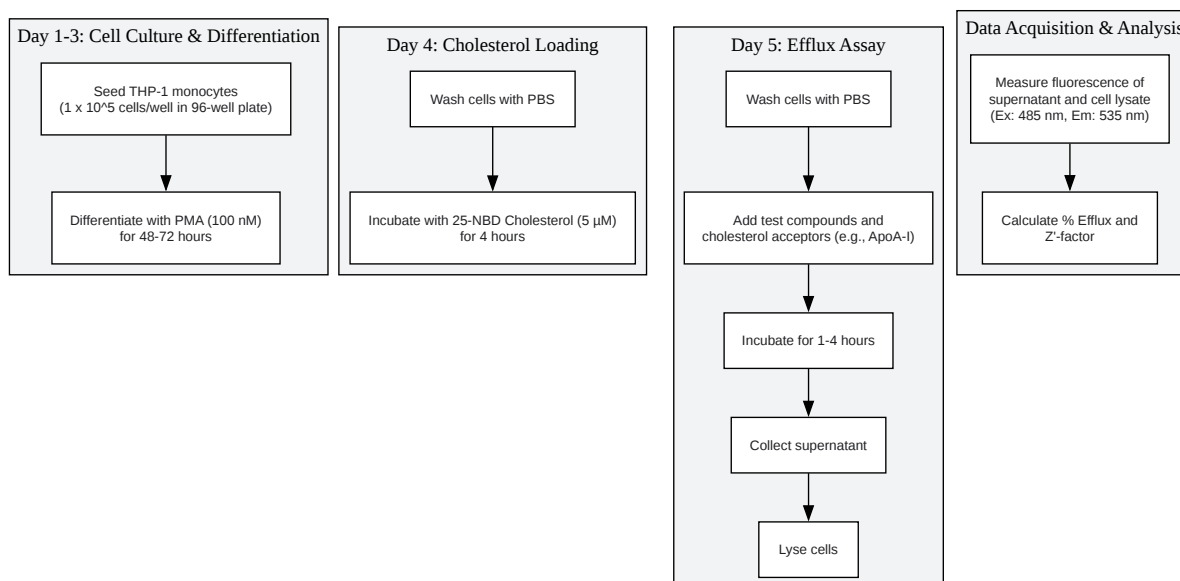 Day 1-3: Cell Culture & Differentiation
Seed THP-1 monocytes
(1 x 10^5 cells/well in 96-well plate)
Differentiate with PMA (100 nM)
for 48-72 hours
Day 4: Cholesterol Loading
Wash cells with PBS
Incubate with 25-NBD Cholesterol (5 µM)
for 4 hours
Day 5: Efflux Assay
Wash cells with PBS
Add test compounds and
cholesterol acceptors (e.g., ApoA-I)
Incubate for 1-4 hours
Collect supernatant
Lyse cells
Data Acquisition & Analysis
Measure fluorescence of
supernatant and cell lysate
(Ex: 485 nm, Em: 535 nm)
Calculate % Efflux and
Z'-factor